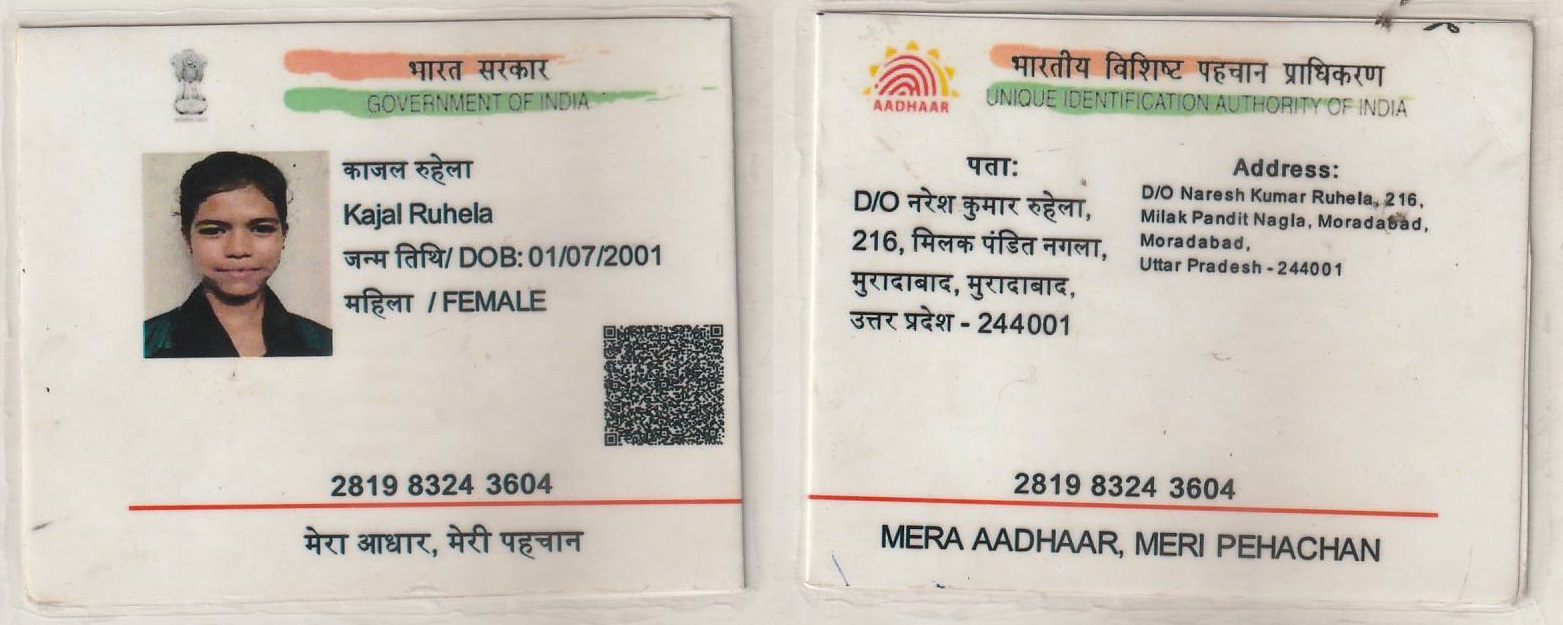 भारत सरकार
GOVERNMENT OF INDIA
काजल रुहेला
Kajal Ruhela
जन्म तिथि/ DOB: 01/07/2001
महिला / FEMALE
2819 8324 3604
मेरा आधार, मेरी पहचान
AADHAAR
भारतीय विशिष्ट पहचान प्राधिकरण
UNIQUE IDENTIFICATION AUTHORITY OF INDIA
पता:
D/O नरेश कुमार रुहेला,
216, मिलक पंडित नगला,
मुरादाबाद, मुरादाबाद,
उत्तर प्रदेश - 244001
Address:
D/O Naresh Kumar Ruhela, 216,
Milak Pandit Nagla, Moradabad,
Moradabad,
Uttar Pradesh - 244001
2819 8324 3604
MERA AADHAAR, MERI PEHACHAN